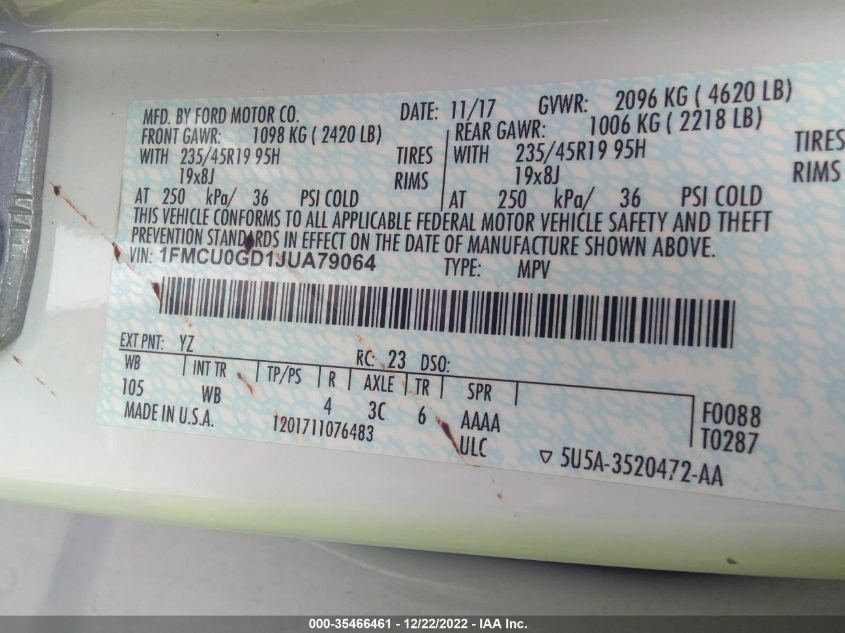 MFD. BY FORD MOTOR CO. DATE: 11/17 GVWR: 2096 KG ( 4620 LB)
FRONT GAWR: 1098 KG ( 2420 LB) REAR GAWR: 1006 KG ( 2218 LB)
WITH 235/45R19 95H TIRES WITH 235/45R19 95H TIRES
19x8J RIMS 19x8J RIMS
AT 250 kPa/ 36 PSI COLD AT 250 kPa/ 36 PSI COLD
THIS VEHICLE CONFORMS TO ALL APPLICABLE FEDERAL MOTOR VEHICLE SAFETY AND THEFT
PREVENTION STANDARDS IN EFFECT ON THE DATE OF MANUFACTURE SHOWN ABOVE.
VIN: 1FMCU0GD1JUA79064 TYPE: MPV
EXT PNT: YZ RC: 23 DSO:
WB INT TR TP/PS R AXLE TR SPR
105 WB 4 3C 6 AAAA F0088
MADE IN U.S.A. 1201711076483 ULC T0287
▽ 5U5A-3520472-AA
000-35466461 - 12/22/2022 - IAA Inc.